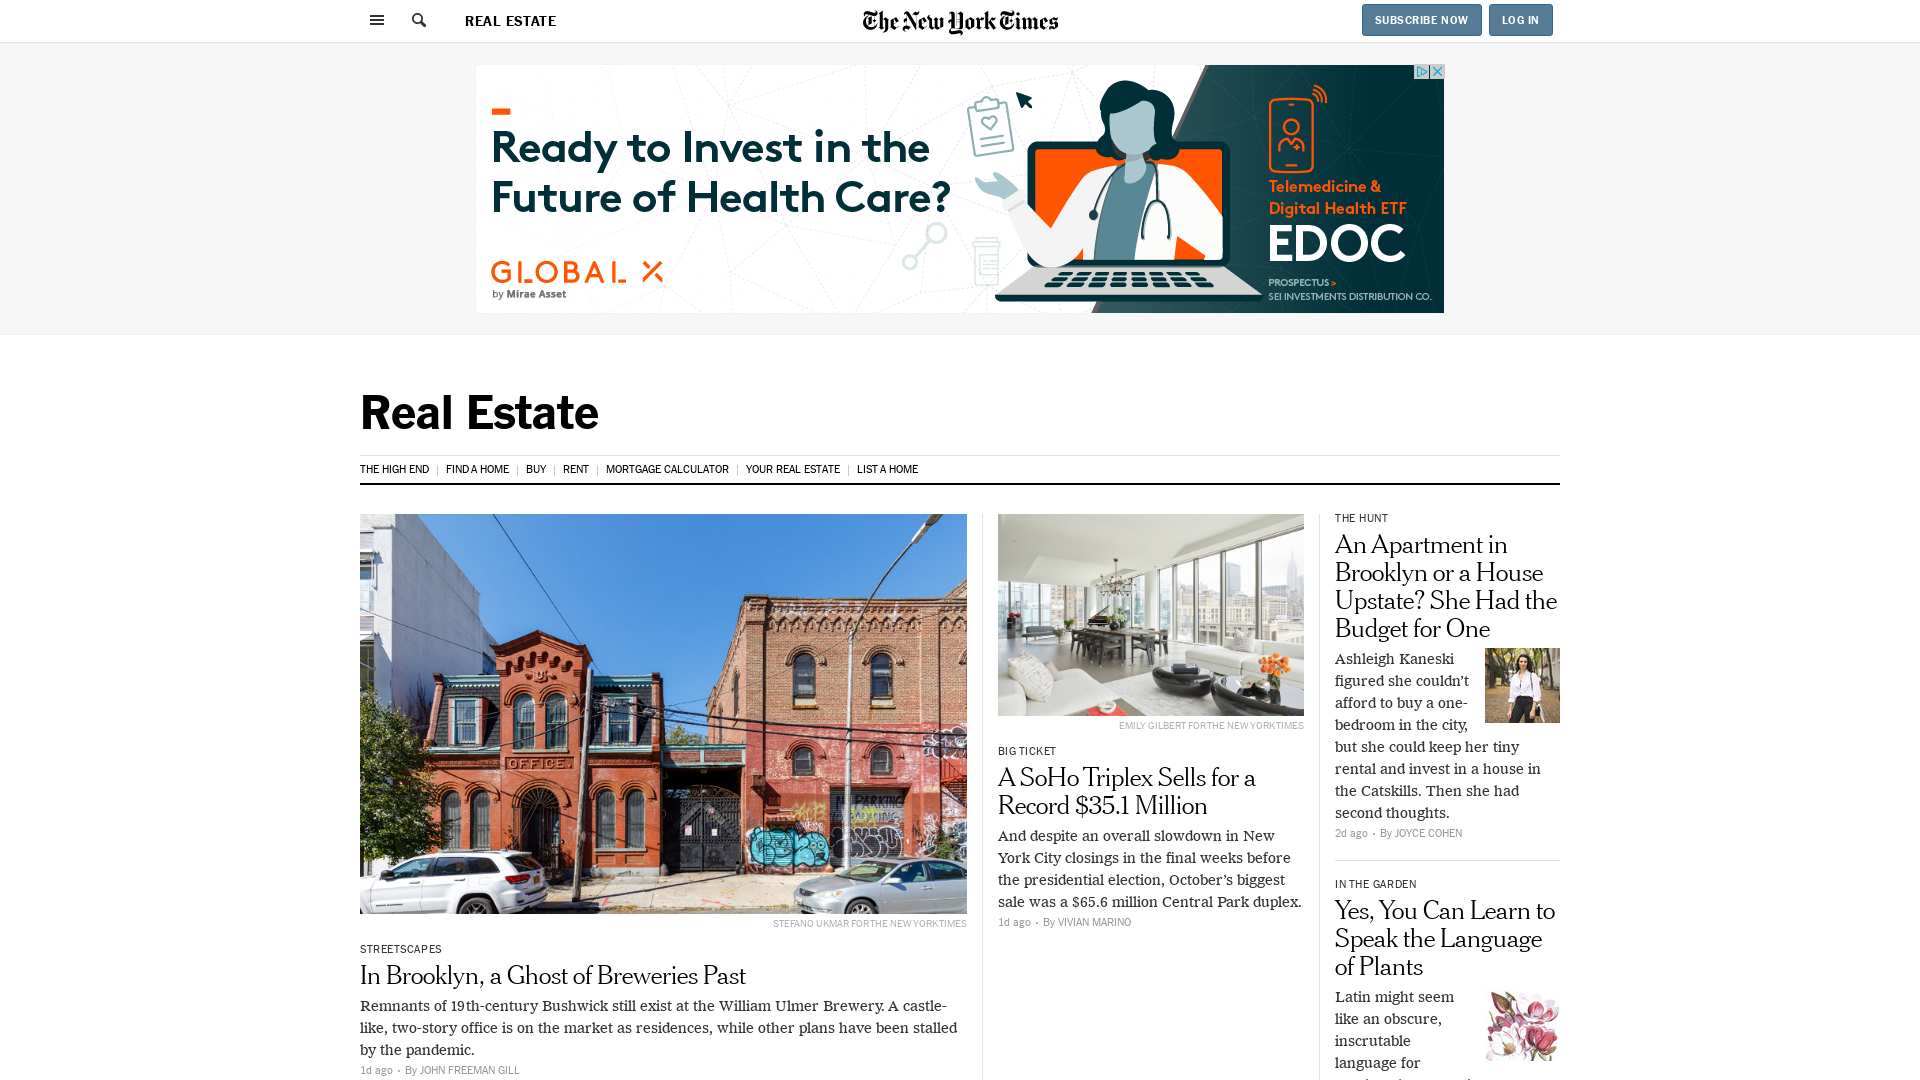 REAL ESTATE
The New York Times
SUBSCRIBE NOW
LOG IN
Ready to Invest in the
Future of Health Care?
GLOBAL X
by Mirae Asset
Telemedicine &
Digital Health ETF
EDOC
PROSPECTUS >
SEI INVESTMENTS DISTRIBUTION CO.
Real Estate
THE HIGH END
FIND A HOME
BUY
RENT
MORTGAGE CALCULATOR
YOUR REAL ESTATE
LIST A HOME
OFFICE.
NO PARKING
STEFANO UKMAR FOR THE NEW YORK TIMES
STREETSCAPES
In Brooklyn, a Ghost of Breweries Past
Remnants of 19th-century Bushwick still exist at the William Ulmer Brewery. A castle-
like, two-story office is on the market as residences, while other plans have been stalled
by the pandemic.
1d ago • By JOHN FREEMAN GILL
EMILY GILBERT FOR THE NEW YORK TIMES
BIG TICKET
A SoHo Triplex Sells for a
Record $35.1 Million
And despite an overall slowdown in New
York City closings in the final weeks before
the presidential election, October’s biggest
sale was a $65.6 million Central Park duplex.
1d ago • By VIVIAN MARINO
THE HUNT
An Apartment in
Brooklyn or a House
Upstate? She Had the
Budget for One
Ashleigh Kaneski
figured she couldn’t
afford to buy a one-
bedroom in the city,
but she could keep her tiny
rental and invest in a house in
the Catskills. Then she had
second thoughts.
2d ago • By JOYCE COHEN
IN THE GARDEN
Yes, You Can Learn to
Speak the Language
of Plants
Latin might seem
like an obscure,
inscrutable
language for